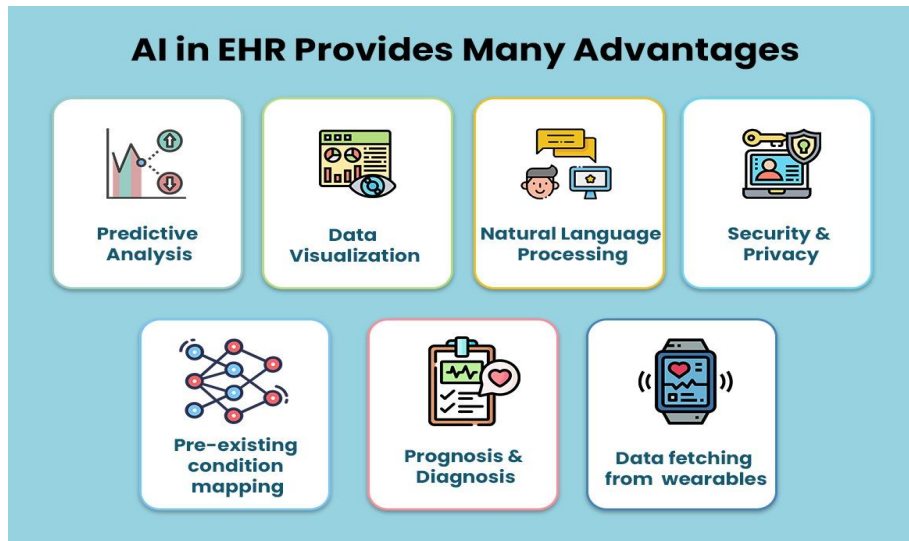 AI in EHR Provides Many Advantages
Predictive
Analysis
Data
Visualization
Natural Language
Processing
Security &
Privacy
Pre-existing
condition
mapping
Prognosis &
Diagnosis
Data fetching
from wearables